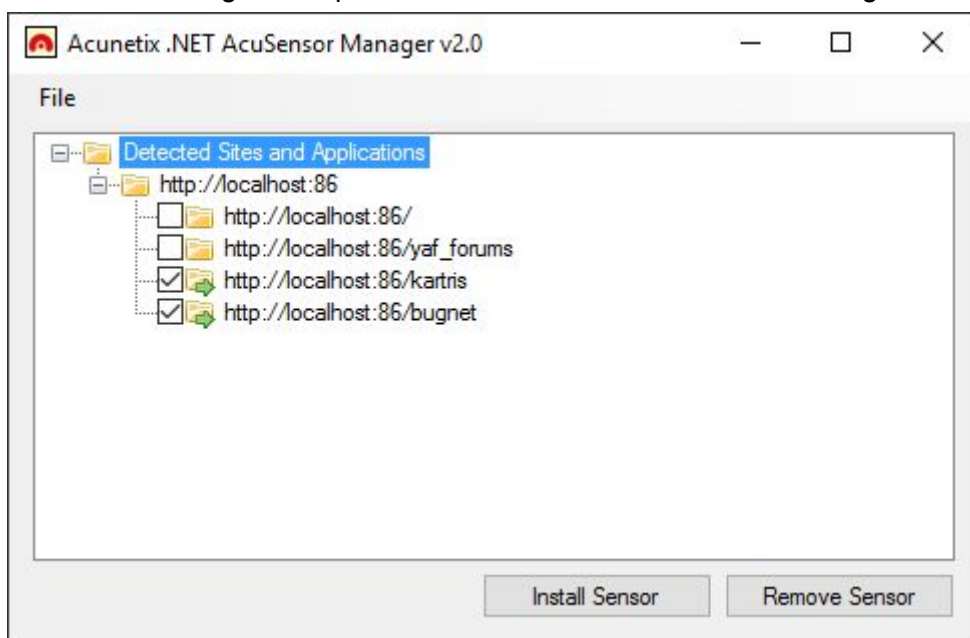 Acunetix .NET AcuSensor Manager v2.0
File
Detected Sites and Applications
http://localhost:86
http://localhost:86/
http://localhost:86/yaf_forums
http://localhost:86/kartris
http://localhost:86/bugnet
Install Sensor
Remove Sensor